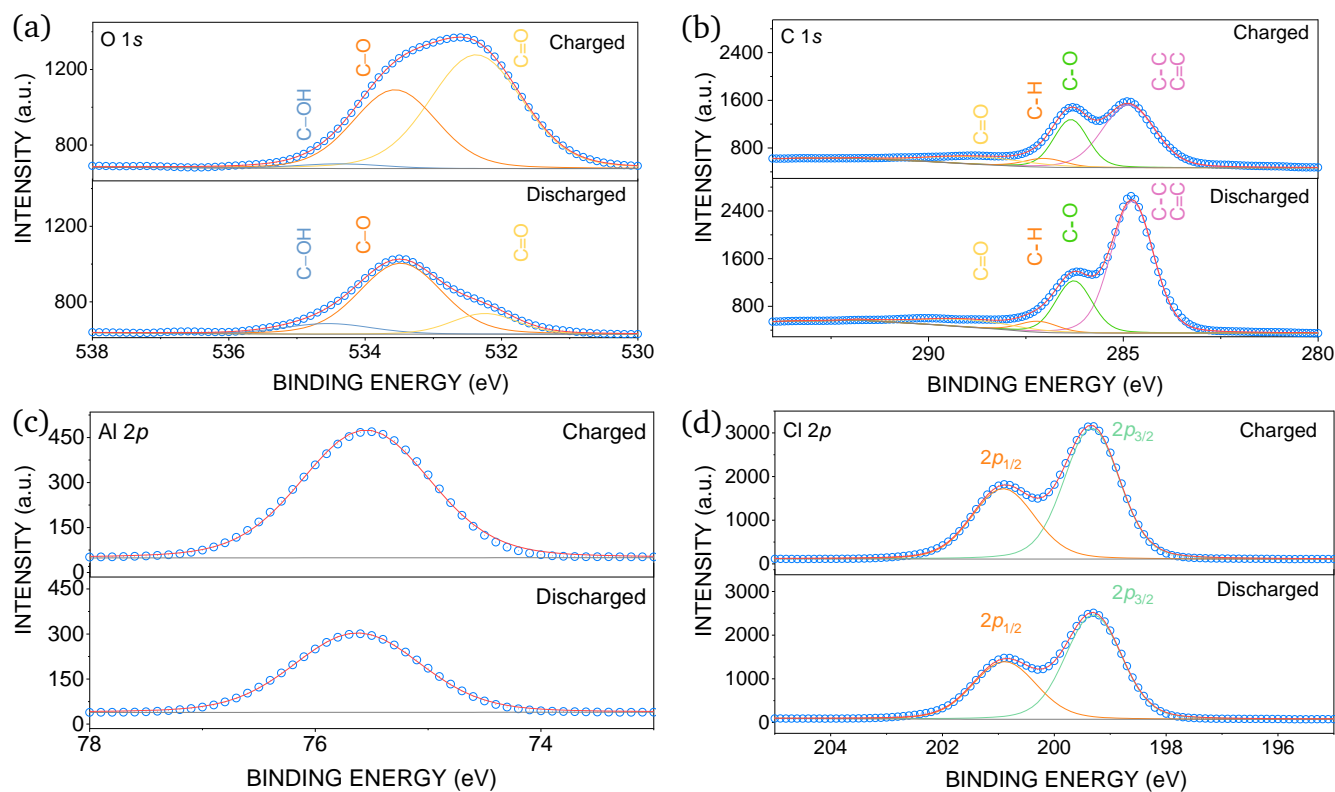 (a)
O 1s
Charged
C–OH
C–O
C=O
1200
800
Discharged
C–OH
C–O
C=O
1200
800
538
536
534
532
530
INTENSITY (a.u.)
BINDING ENERGY (eV)
(b)
C 1s
Charged
C=O
C-H
C-O
C-C
C=C
2400
1600
800
Discharged
C=O
C-H
C-O
C-C
C=C
2400
1600
800
290
285
280
INTENSITY (a.u.)
BINDING ENERGY (eV)
(c)
Al 2p
Charged
450
300
150
0
Discharged
450
300
150
0
78
76
74
INTENSITY (a.u.)
BINDING ENERGY (eV)
(d)
Cl 2p
Charged
2p1/2
2p3/2
3000
2000
1000
0
Discharged
2p1/2
2p3/2
3000
2000
1000
0
204
202
200
198
196
INTENSITY (a.u.)
BINDING ENERGY (eV)